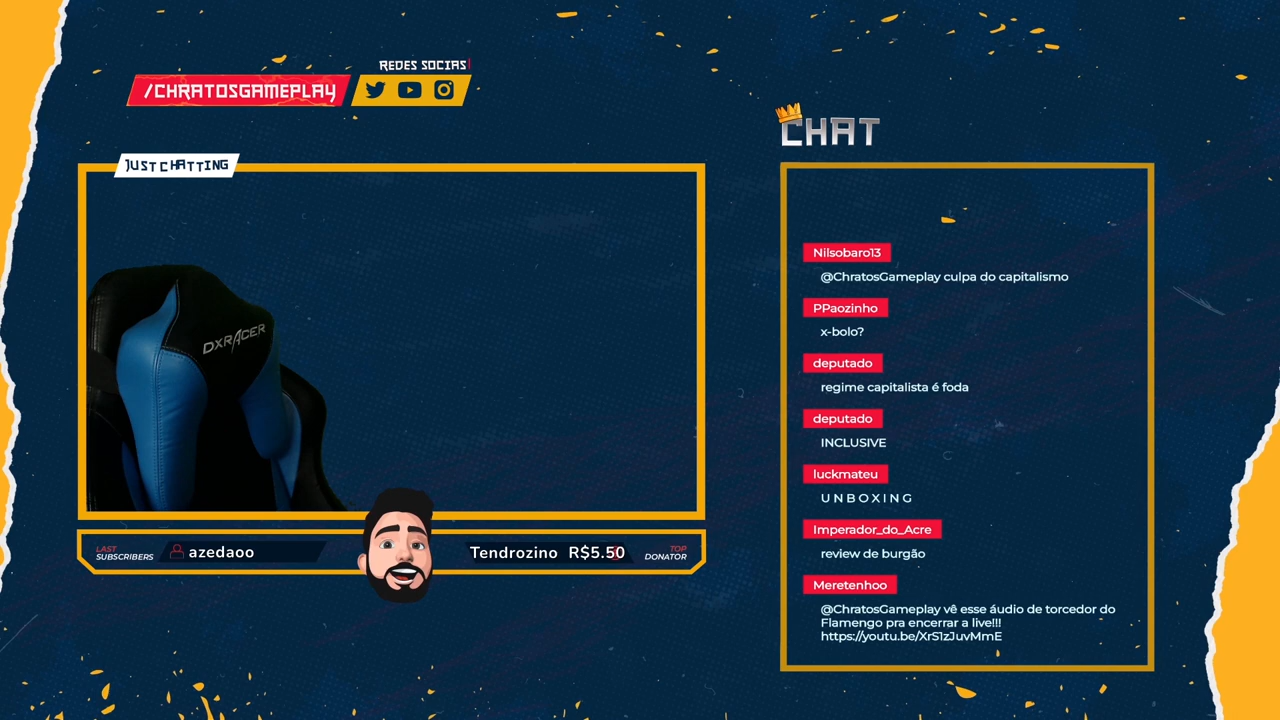 REDES SOCIAS
/CHRATOSGAMEPLAY
CHAT
JUST CHATTING
DXRACER
Nilsobaro13
@ChratosGameplay culpa do capitalismo
PPaozinho
x-bolo?
deputado
regime capitalista é foda
deputado
INCLUSIVE
luckmateu
U N B O X I N G
Imperador_do_Acre
review de burgão
Meretenhoo
@ChratosGameplay vê esse áudio de torcedor do
Flamengo pra encerrar a live!!!
https://youtu.be/XrS1zJuvMmE
LAST
SUBSCRIBERS
azedaoo
Tendrozino R$5.50
TOP
DONATOR